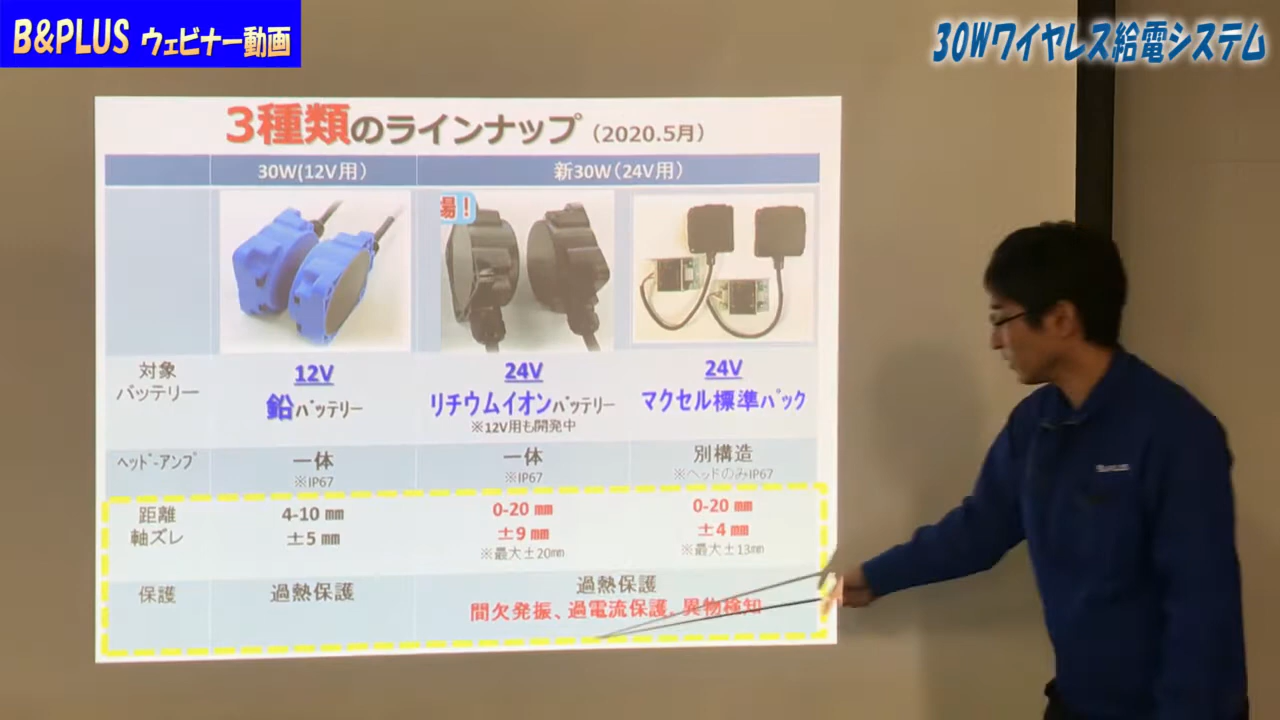 B&PLUS ウェビナー動画
30Wワイヤレス給電システム
3種類のラインナップ（2020.5月）
30W(12V用） 新30W（24V用）
場！
対象 12V 24V 24V
バッテリー 鉛ﾊﾞｯﾃﾘｰ リチウムイオンﾊﾞｯﾃﾘｰ マクセル標準ﾊﾟｯｸ
※12V用も開発中
ﾍｯﾄﾞ-ｱﾝﾌﾟ 一体 一体 別構造
※IP67 ※IP67 ※ヘッドのみIP67
距離 4-10 ㎜ 0-20 ㎜ 0-20 ㎜
軸ズレ ±5 ㎜ ±9 ㎜ ±4 ㎜
※最大±20㎜ ※最大±13㎜
保護 過熱保護 過熱保護
間欠発振、過電流保護、異物検知
B&PLUS